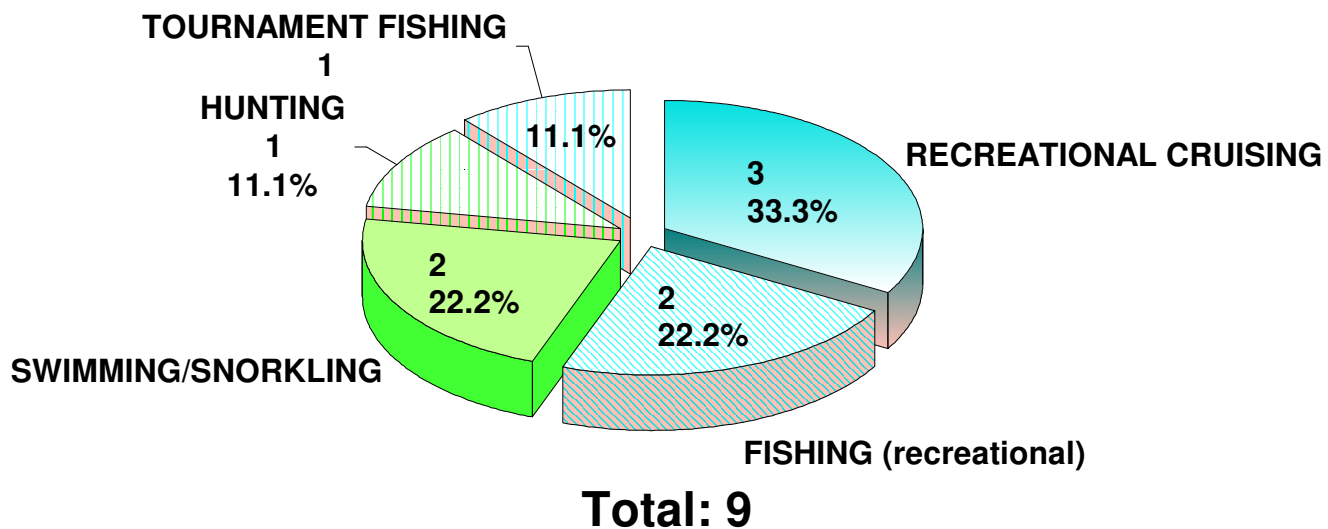 TOURNAMENT FISHING
1
11.1%
HUNTING
1
11.1%
3
33.3%
RECREATIONAL CRUISING
2
22.2%
SWIMMING/SNORKLING
2
22.2%
FISHING (recreational)
Total: 9